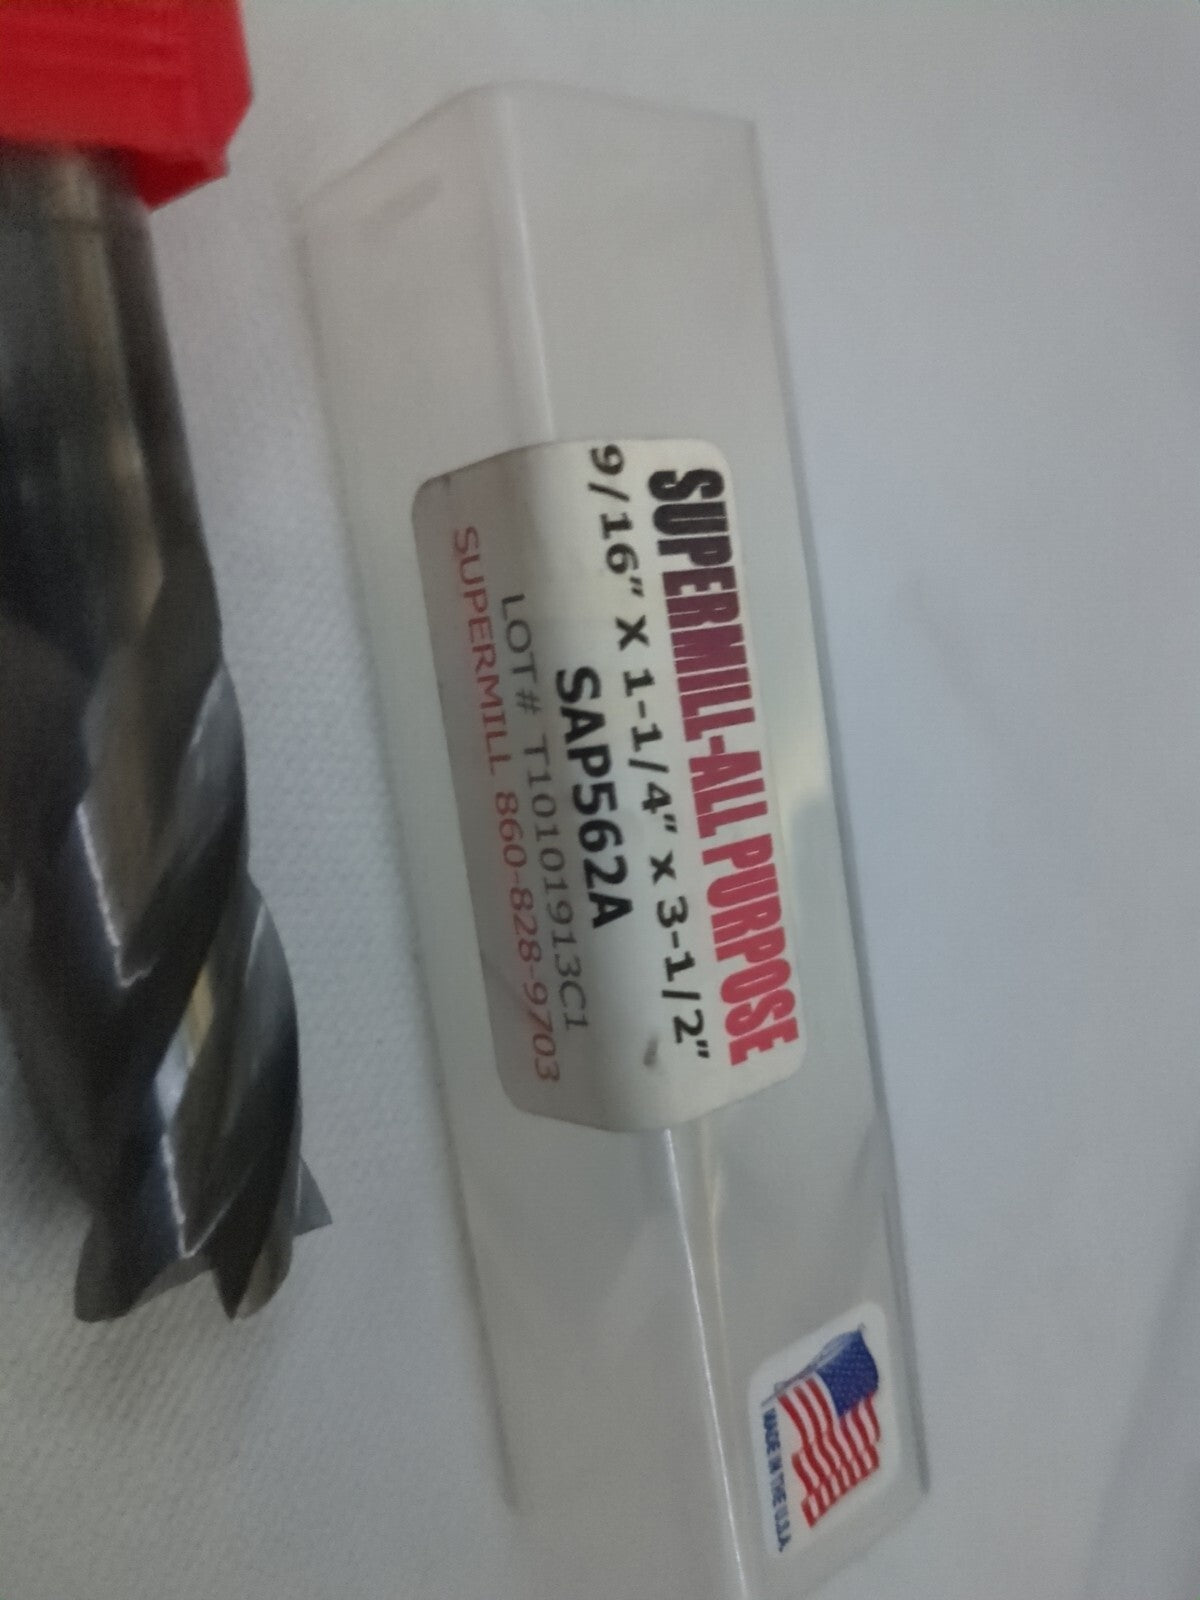 SUPERMILL-ALL PURPOSE
9/16" X 1-1/4" x 3-1/2"
SAP562A
LOT# T10101913C1
SUPERMILL 860-828-9703
MADE IN THE U.S.A.